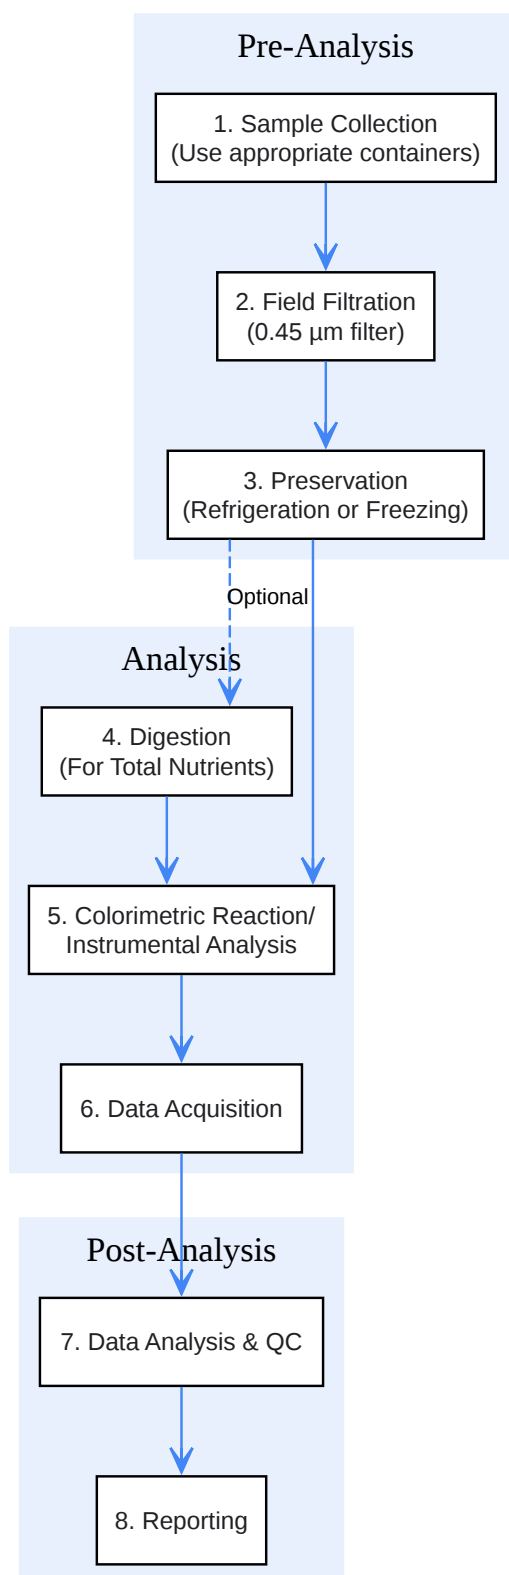 Pre-Analysis
1. Sample Collection
(Use appropriate containers)
2. Field Filtration
(0.45 µm filter)
3. Preservation
(Refrigeration or Freezing)
Optional
Analysis
4. Digestion
(For Total Nutrients)
5. Colorimetric Reaction/
Instrumental Analysis
6. Data Acquisition
Post-Analysis
7. Data Analysis & QC
8. Reporting